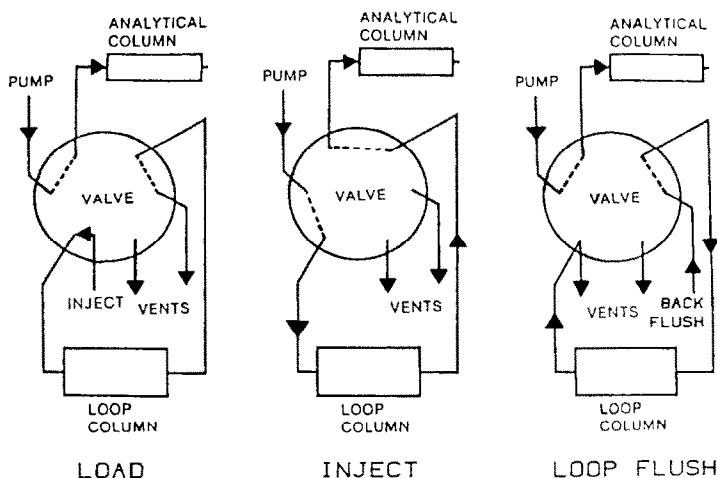 ANALYTICAL
COLUMN
PUMP
VALVE
INJECT
VENTS
LOOP
COLUMN
LOAD
ANALYTICAL
COLUMN
PUMP
VALVE
VENTS
LOOP
COLUMN
INJECT
ANALYTICAL
COLUMN
PUMP
VALVE
VENTS
BACK
FLUSH
LOOP
COLUMN
LOOP FLUSH